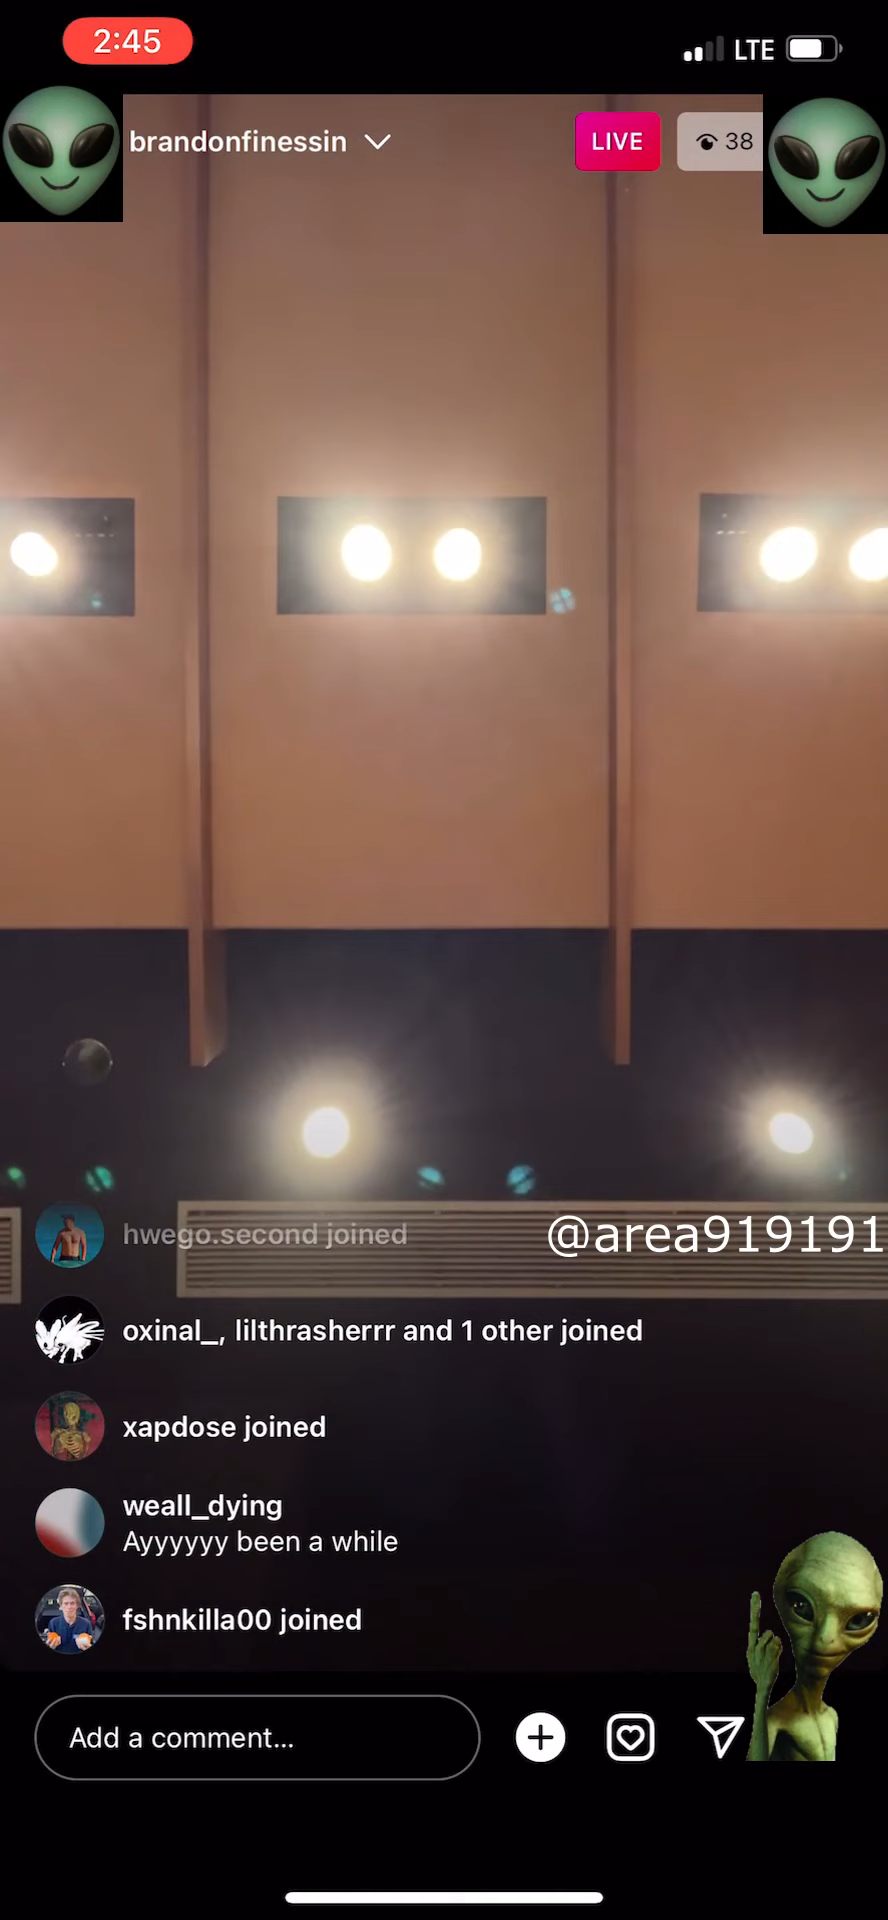 2:45
LTE
brandonfinessin
LIVE
38
hwego.second joined
@area919191
oxinal_, lilthrasherrr and 1 other joined
xapdose joined
weall_dying
Ayyyyyy been a while
fshnkilla00 joined
Add a comment...